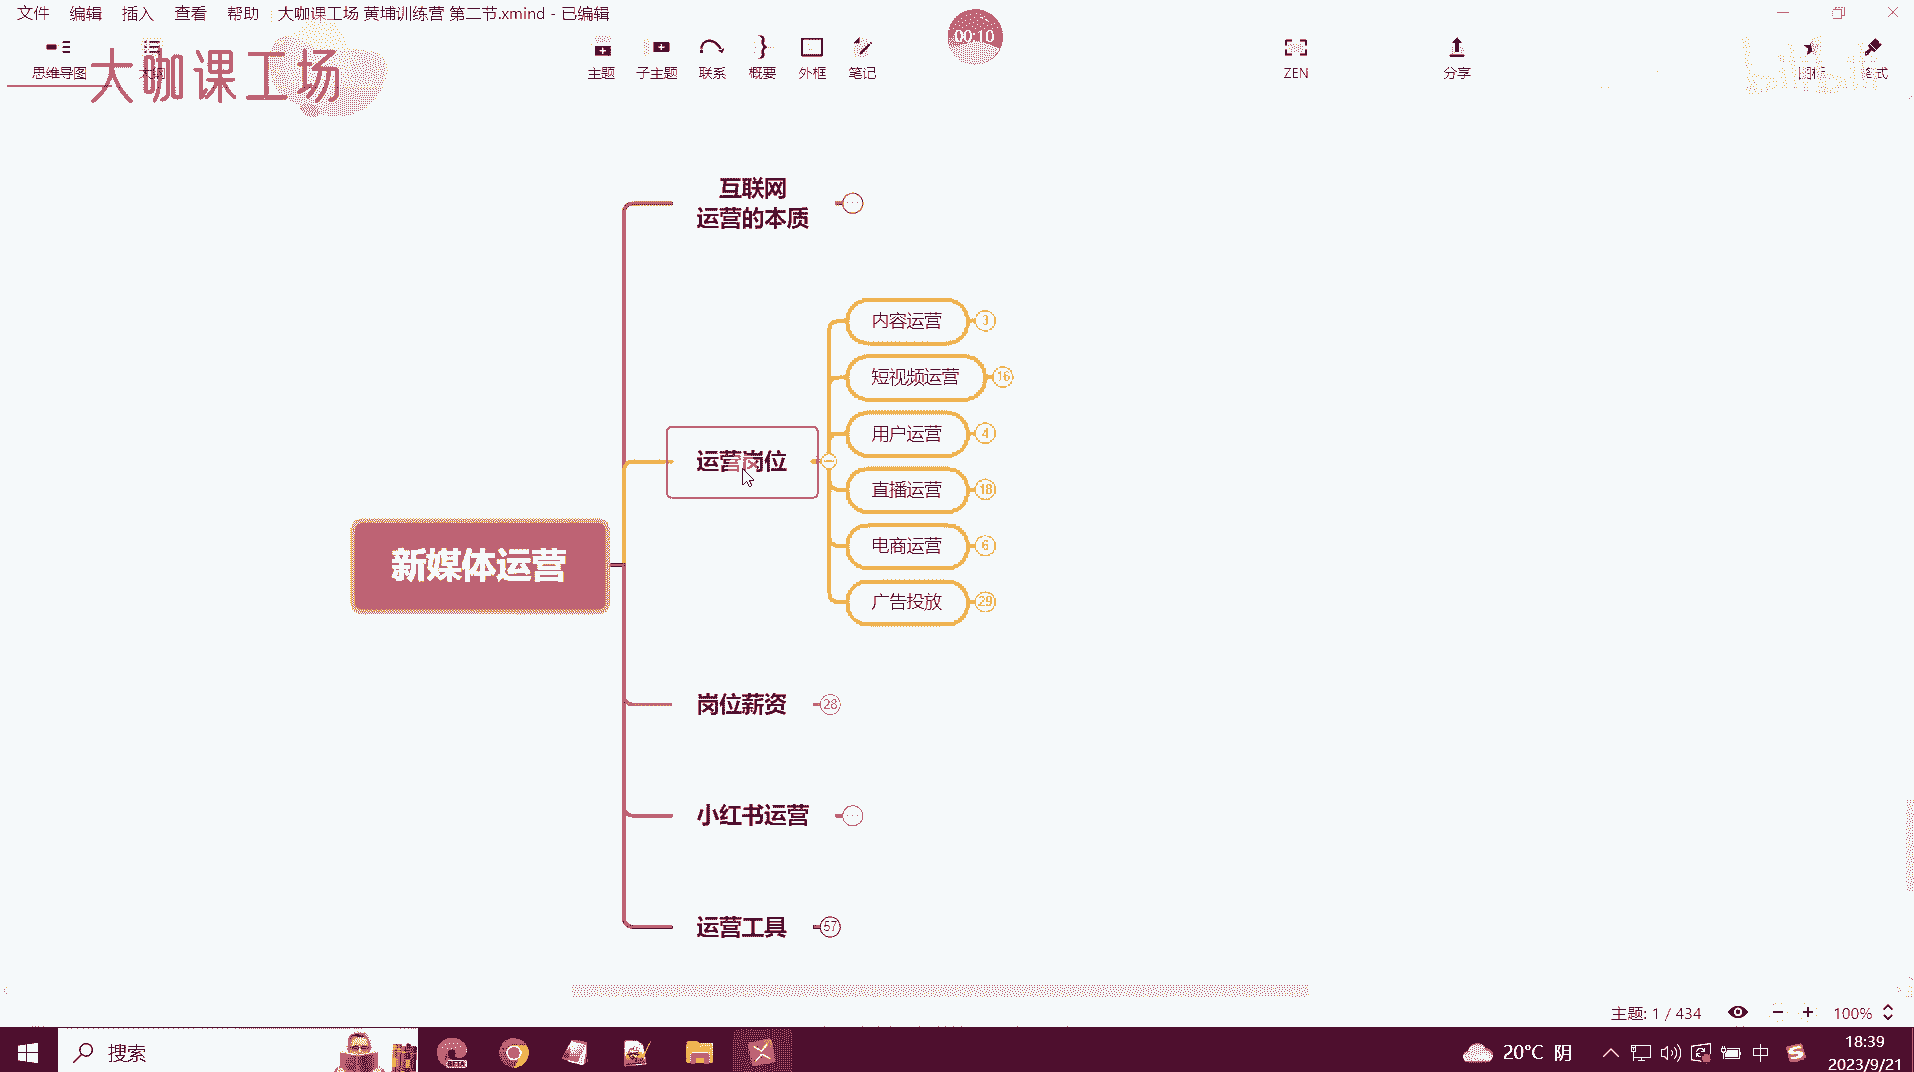 文件 编辑 插入 查看 帮助 大咖课工场 黄埔训练营 第二节.xmind - 已编辑
00:10
思维导图 大纲 主题 子主题 联系 概要 外框 笔记 ZEN 分享 图标 格式
大咖课工场
bilibili
互联网
运营的本质
内容运营 3
短视频运营 16
用户运营 4
运营岗位
直播运营 18
电商运营 6
广告投放 29
新媒体运营
岗位薪资 28
小红书运营
运营工具 57
主题: 1 / 434 100%
搜索
BETA
20°C 阴 中
18:39
2023/9/21